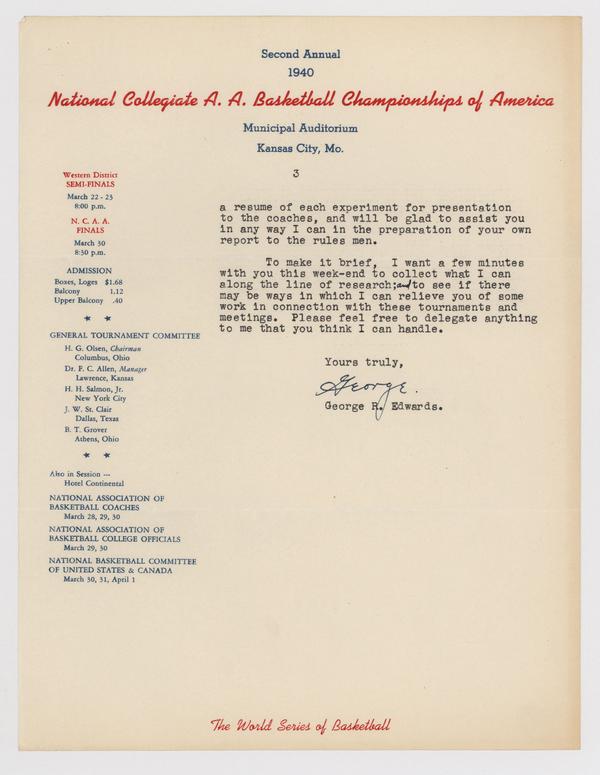 Second Annual
1940
National Collegiate A. A. Basketball Championships of America
Municipal Auditorium
Kansas City, Mo.
3
Western District
SEMI-FINALS
March 22 - 23
8:00 p.m.
N. C. A. A.
FINALS
March 30
8:30 p.m.
ADMISSION
Boxes, Loges $1.68
Balcony 1.12
Upper Balcony .40
GENERAL TOURNAMENT COMMITTEE
H. G. Olsen, Chairman
Columbus, Ohio
Dr. F. C. Allen, Manager
Lawrence, Kansas
H. H. Salmon, Jr.
New York City
J. W. St. Clair
Dallas, Texas
B. T. Grover
Athens, Ohio
Also in Session ---
Hotel Continental
NATIONAL ASSOCIATION OF
BASKETBALL COACHES
March 28, 29, 30
NATIONAL ASSOCIATION OF
BASKETBALL COLLEGE OFFICIALS
March 29, 30
NATIONAL BASKETBALL COMMITTEE
OF UNITED STATES & CANADA
March 30, 31, April 1
a resume of each experiment for presentation
to the coaches, and will be glad to assist you
in any way I can in the preparation of your own
report to the rules men.
To make it brief, I want a few minutes
with you this week-end to collect what I can
along the line of research; and to see if there
may be ways in which I can relieve you of some
work in connection with these tournaments and
meetings. Please feel free to delegate anything
to me that you think I can handle.
Yours truly,
George.
George R. Edwards.
The World Series of Basketball